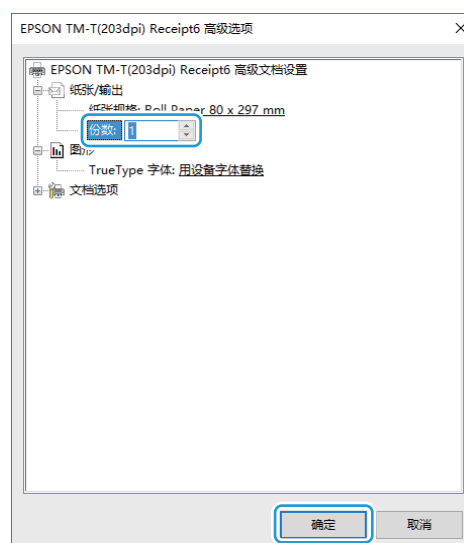 EPSON TM-T(203dpi) Receipt6 高级选项
EPSON TM-T(203dpi) Receipt6 高级文档设置
纸张/输出
纸张规格: Roll Paper 80 x 297 mm
份数: 1
图形
TrueType 字体: 用设备字体替换
文档选项
确定
取消